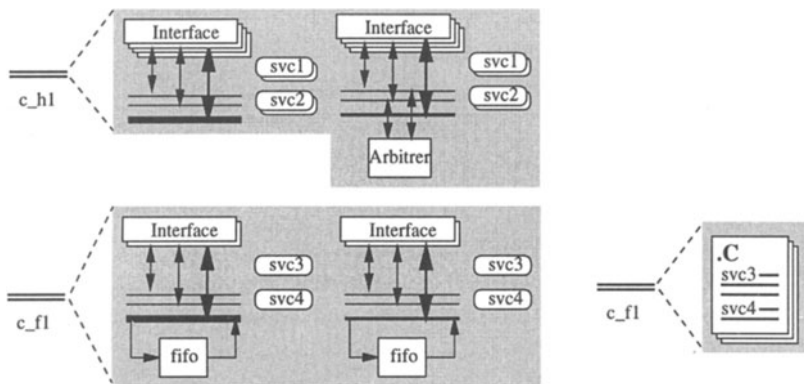 Interface
svc1
svc2
c_h1
Interface
svc1
svc2
Arbitrer
Interface
svc3
svc4
c_f1
fifo
Interface
svc3
svc4
fifo
.C
svc3
svc4
c_f1